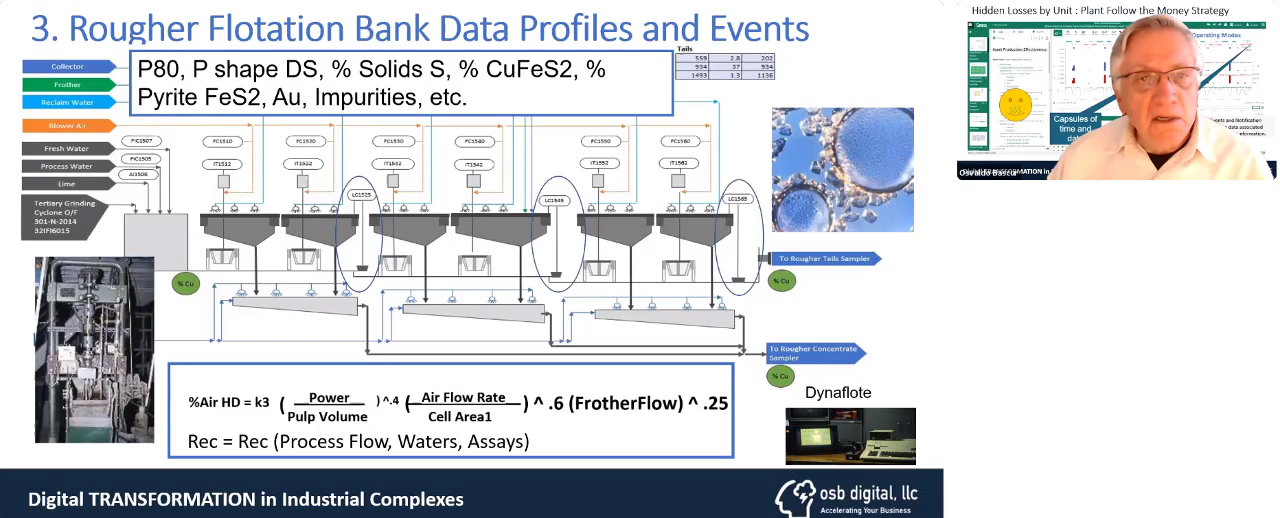 3. Rougher Flotation Bank Data Profiles and Events
P80, P shape DS, % Solids S, % CuFeS2, %
Pyrite FeS2, Au, Impurities, etc.
Tails
559 2.8 202
934 37 934
1493 1.3 1136
Collector
Frother
Reclaim Water
Blower Air
Fresh Water
Process Water
Lime
Tertiary Grinding
Cyclone O/F
301-N-2014
32IFI6015
FIC1507
FIC1505
AI1506
FC1510
FC1520
FC1530
FC1540
FC1550
FC1560
IT1512
IT1522
IT1532
IT1542
IT1552
IT1562
LC1525
LC1545
LC1565
% Cu
To Rougher Tails Sampler
% Cu
To Rougher Concentrate
Sampler
% Cu
%Air HD = k3 ( Power
Pulp Volume
)^.4 ( Air Flow Rate
Cell Area1
) ^ .6 (FrotherFlow) ^ .25
Rec = Rec (Process Flow, Waters, Assays)
Dynaflote
Digital TRANSFORMATION in Industrial Complexes
osb digital, llc
Accelerating Your Business
Hidden Losses by Unit : Plant Follow the Money Strategy
Operating Modes
Capsules of
time and
Osvaldo Bascur